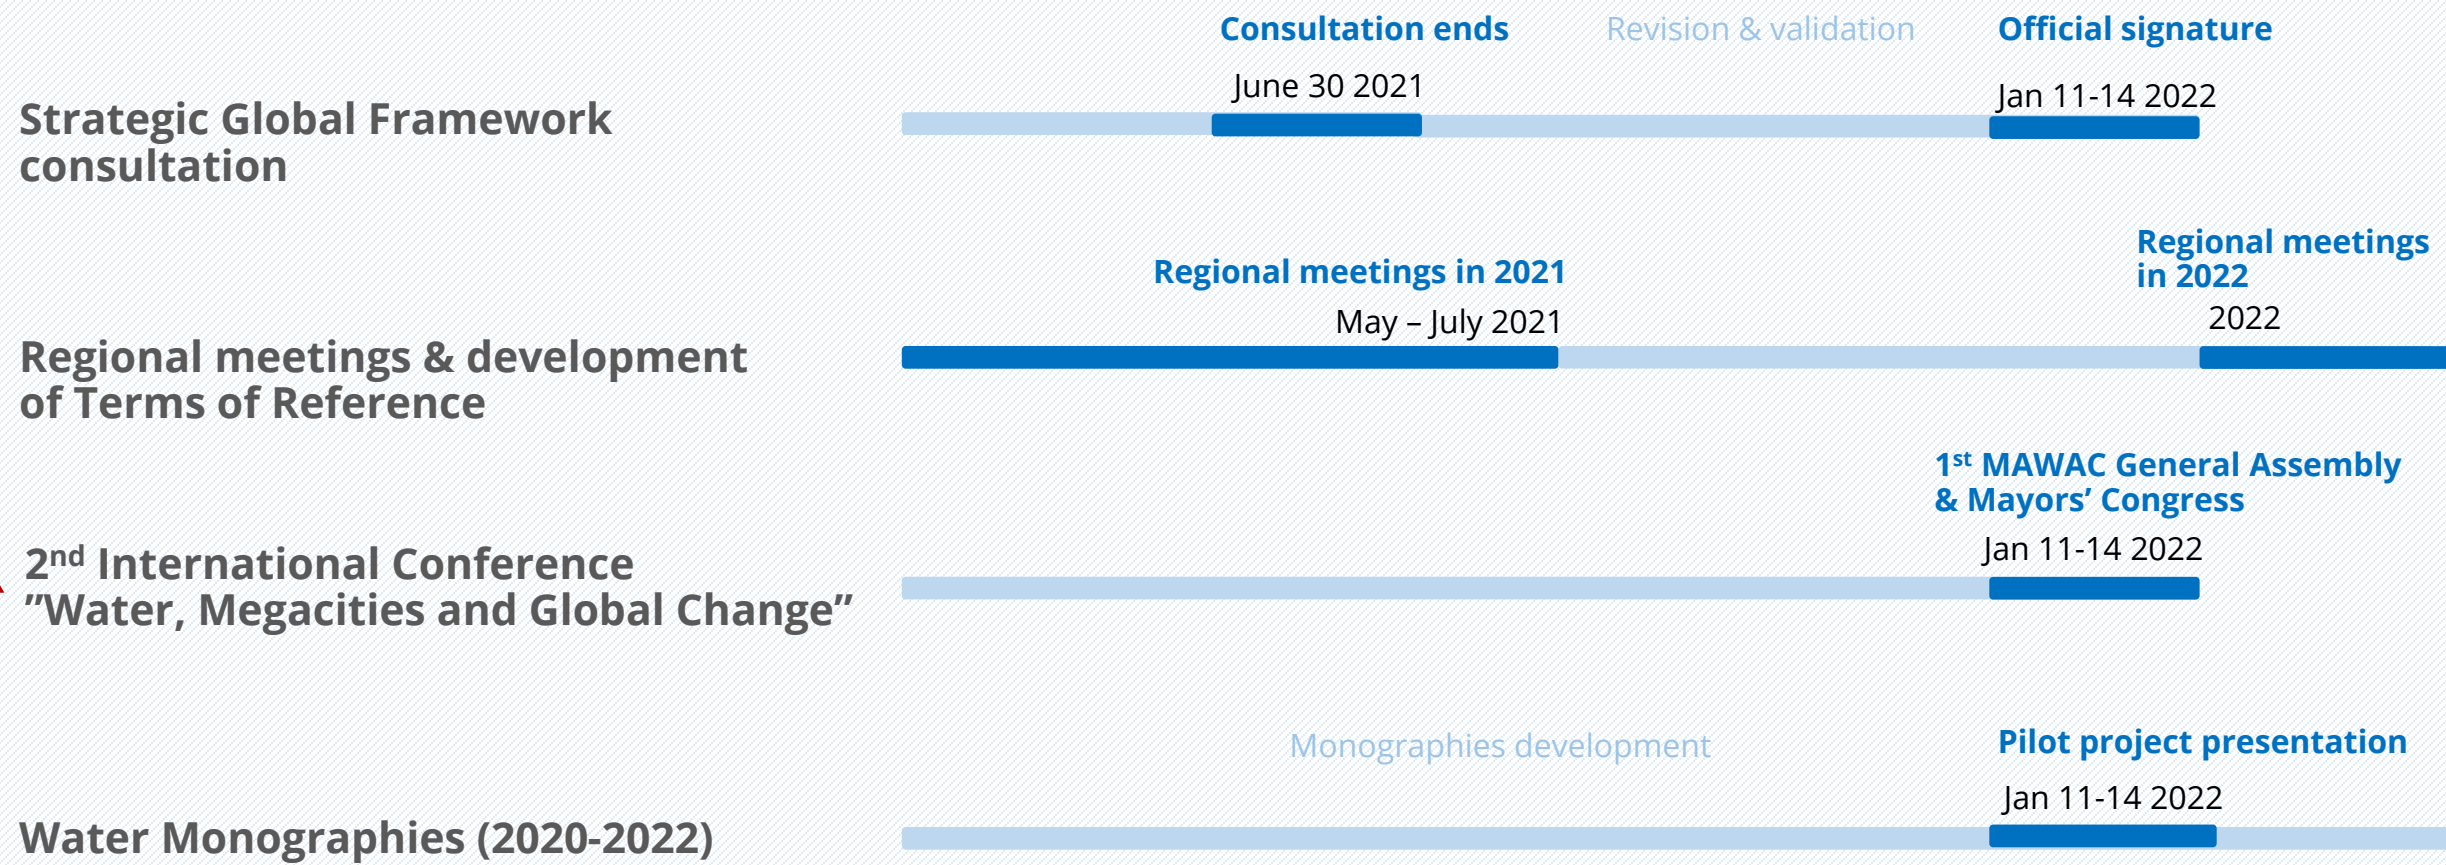 Consultation ends
Revision & validation
Official signature
June 30 2021
Jan 11-14 2022
Strategic Global Framework
consultation
Regional meetings in 2021
Regional meetings
in 2022
May – July 2021
2022
Regional meetings & development
of Terms of Reference
1st MAWAC General Assembly
& Mayors’ Congress
Jan 11-14 2022
2nd International Conference
”Water, Megacities and Global Change”
Monographies development
Pilot project presentation
Jan 11-14 2022
Water Monographies (2020-2022)